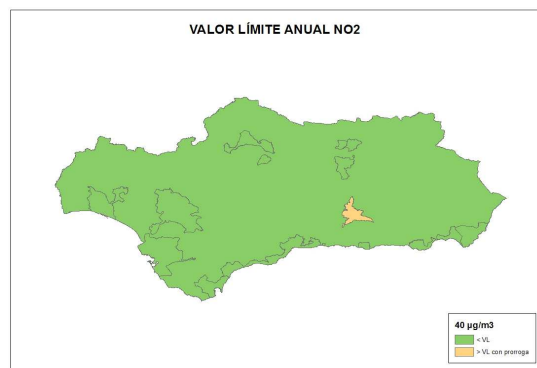 VALOR LÍMITE ANUAL NO2
40 µg/m3
< VL
> VL con prorroga